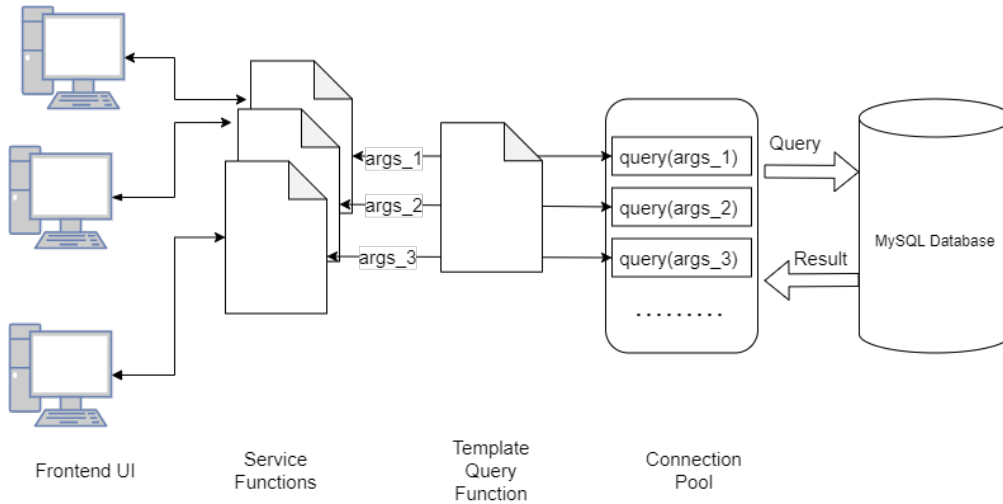 args_1
args_2
args_3
query(args_1)
query(args_2)
query(args_3)
.........
Query
Result
MySQL Database
Frontend UI
Service
Functions
Template
Query
Function
Connection
Pool